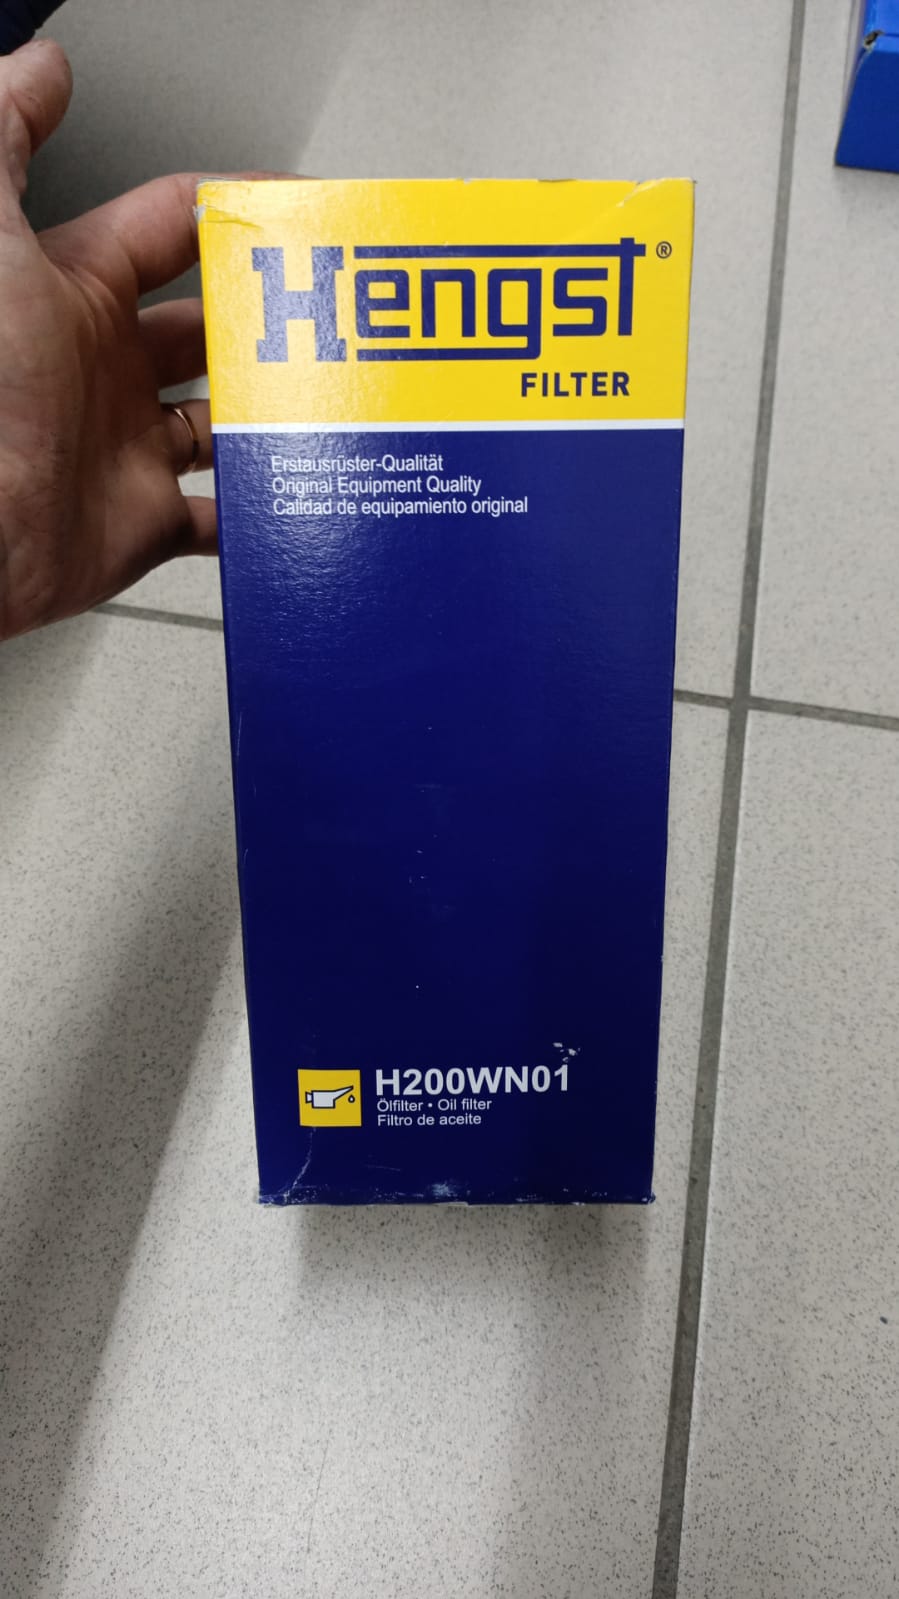 Hengst®
FILTER
Erstausrüster-Qualität
Original Equipment Quality
Calidad de equipamiento original
H200WN01
Ölfilter • Oil filter
Filtro de aceite